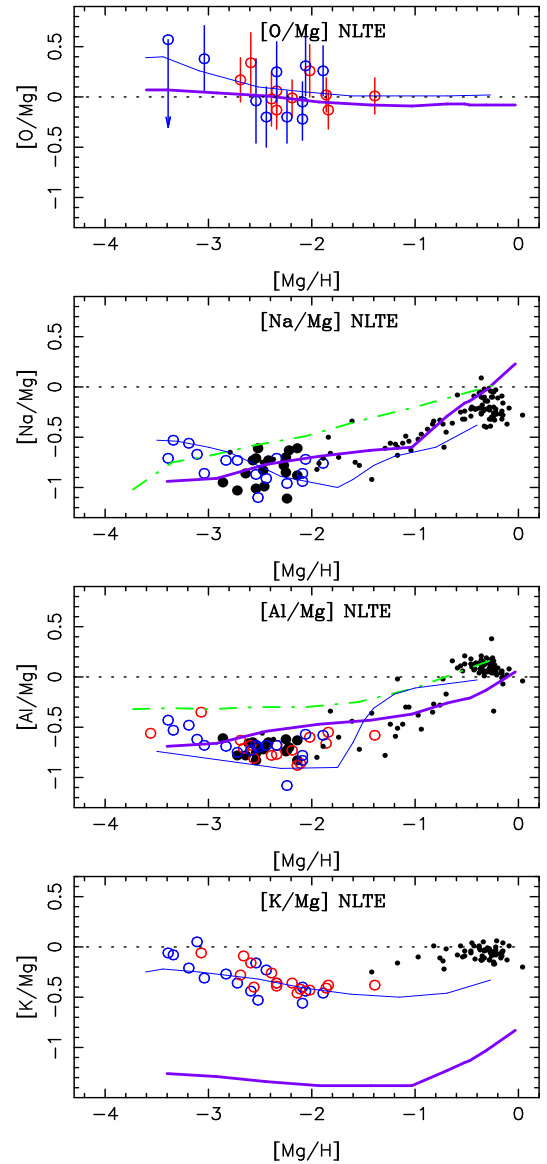 [O/Mg] NLTE
0.5
0
−0.5
−1
[O/Mg]
−4 −3 −2 −1 0
[Mg/H]
[Na/Mg] NLTE
0.5
0
−0.5
−1
[Na/Mg]
−4 −3 −2 −1 0
[Mg/H]
[Al/Mg] NLTE
0.5
0
−0.5
−1
[Al/Mg]
−4 −3 −2 −1 0
[Mg/H]
[K/Mg] NLTE
0.5
0
−0.5
−1
[K/Mg]
−4 −3 −2 −1 0
[Mg/H]